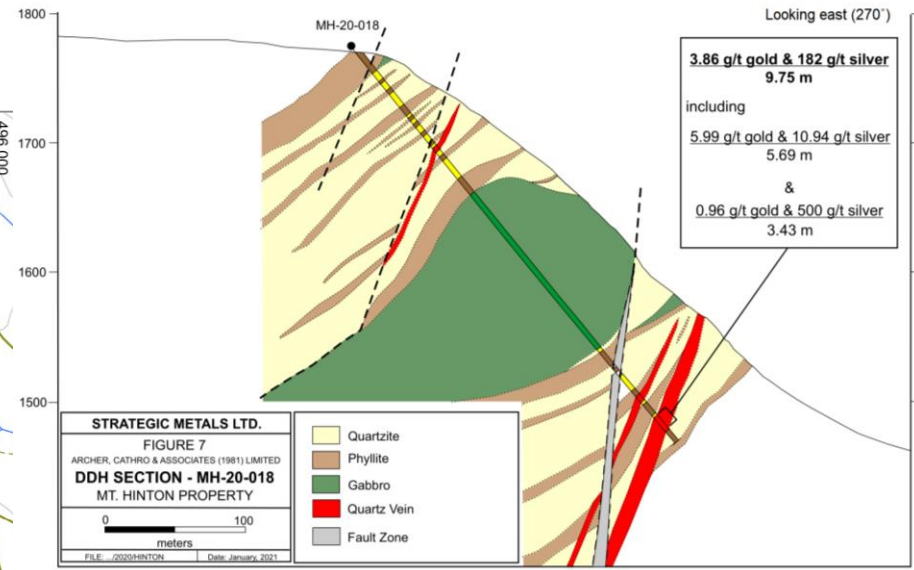 1800
MH-20-018
Looking east (270°)
3.86 g/t gold & 182 g/t silver
9.75 m
including
5.99 g/t gold & 10.94 g/t silver
5.69 m
&
0.96 g/t gold & 500 g/t silver
3.43 m
1700
496 000
1600
1500
STRATEGIC METALS LTD.
FIGURE 7
ARCHER, CATHRO & ASSOCIATES (1981) LIMITED
DDH SECTION - MH-20-018
MT. HINTON PROPERTY
0 100
meters
FILE: .../2020/HINTON Date: January, 2021
Quartzite
Phyllite
Gabbro
Quartz Vein
Fault Zone